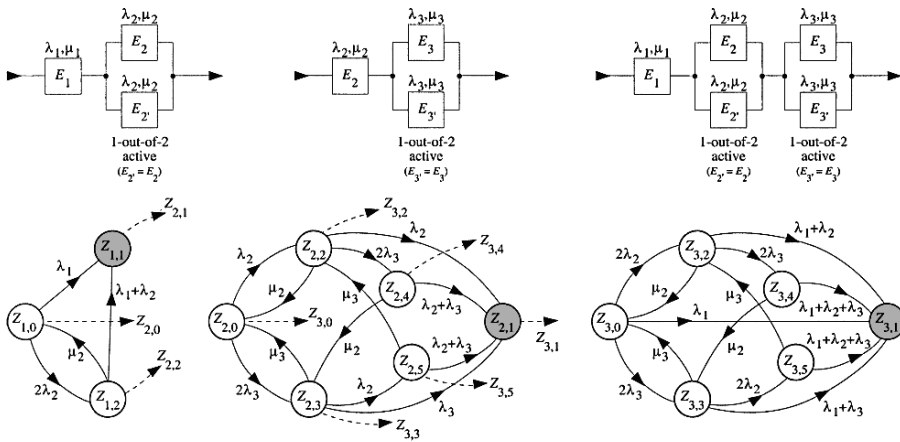 λ₂,μ₂
λ₁,μ₁
E₂
E₁
λ₂,μ₂
E₂'
1-out-of-2
active
(E₂' = E₂)
λ₃,μ₃
λ₂,μ₂
E₃
E₂
λ₃,μ₃
E₃'
1-out-of-2
active
(E₃' = E₃)
λ₂,μ₂
λ₃,μ₃
λ₁,μ₁
E₂
E₃
E₁
λ₂,μ₂
λ₃,μ₃
E₂'
E₃'
1-out-of-2
active
(E₂' = E₂)
1-out-of-2
active
(E₃' = E₃)
Z₂,₁
Z₁,₁
λ₁
λ₁+λ₂
Z₁,₀
Z₂,₀
μ₂
2λ₂
Z₂,₂
Z₁,₂
Z₃,₂
λ₂
Z₂,₂
λ₂
2λ₃
Z₃,₄
μ₂
μ₃
Z₂,₄
λ₂+λ₃
Z₂,₀
Z₃,₀
Z₂,₁
Z₃,₁
μ₃
μ₂
λ₂+λ₃
Z₂,₅
2λ₃
λ₂
Z₂,₃
λ₃
Z₃,₅
Z₃,₃
λ₁+λ₂
2λ₂
Z₃,₂
2λ₃
μ₂
μ₃
Z₃,₄
λ₁+λ₂+λ₃
Z₃,₀
λ₁
Z₃,₁
μ₃
μ₂
λ₁+λ₂+λ₃
Z₃,₅
2λ₃
2λ₂
Z₃,₃
λ₁+λ₃